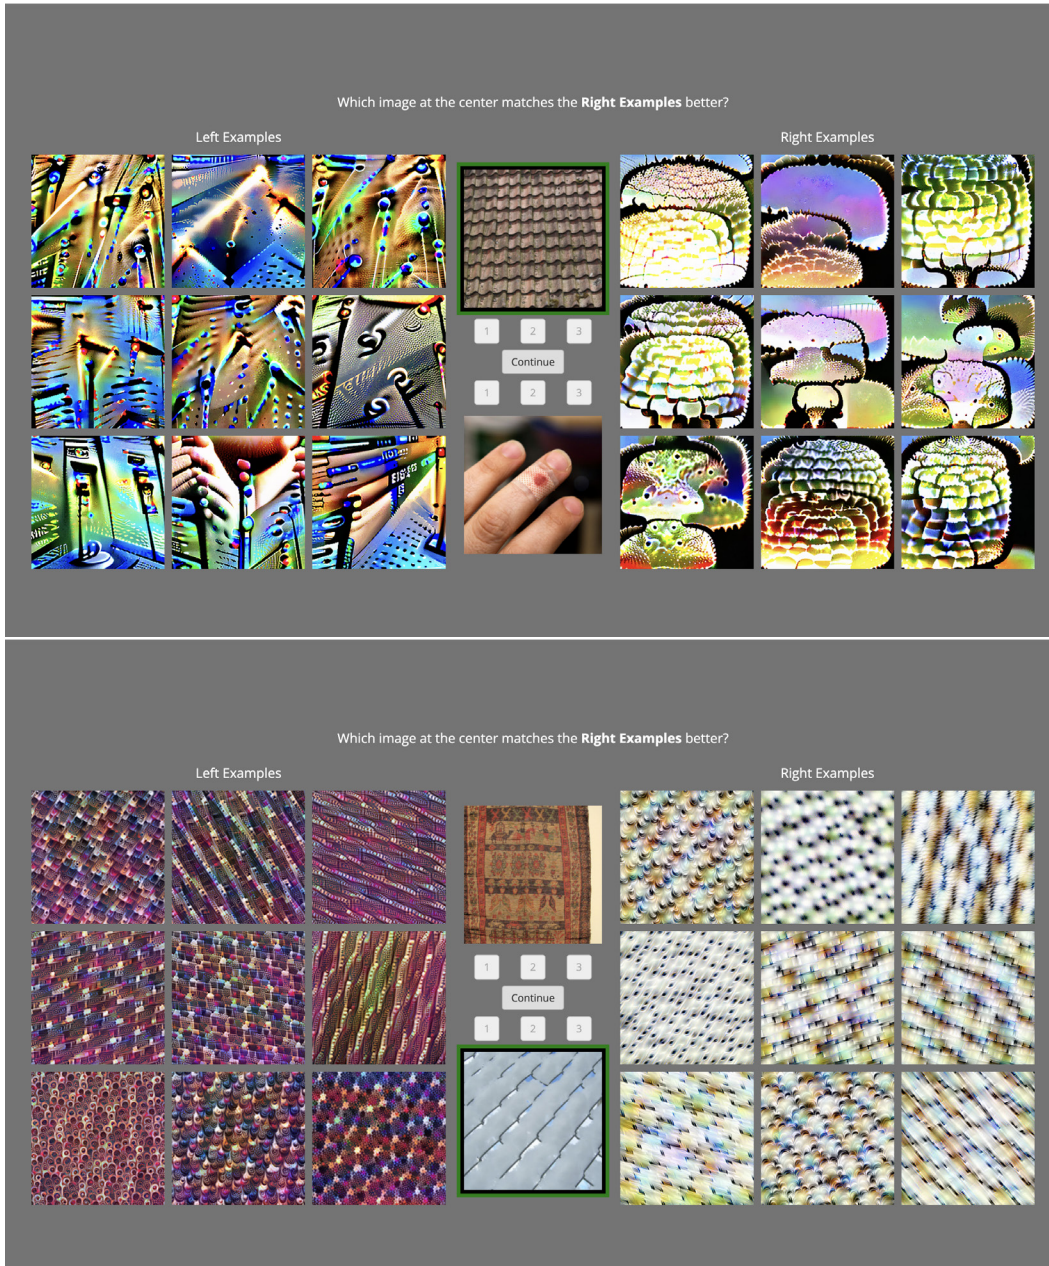 Which image at the center matches the Right Examples better?
Left Examples
Right Examples
1 2 3
Continue
1 2 3
Which image at the center matches the Right Examples better?
Left Examples
Right Examples
1 2 3
Continue
1 2 3